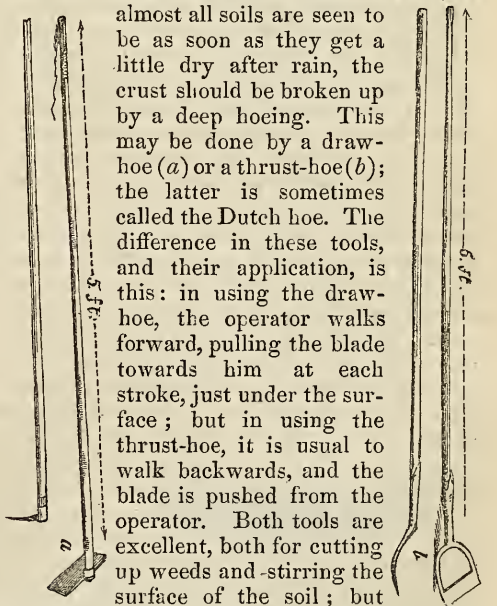 almost all soils are seen to
be as soon as they get a
little dry after rain, the
crust should be broken up
by a deep hoeing. This
may be done by a draw-
hoe (a) or a thrust-hoe (b);
the latter is sometimes
called the Dutch hoe. The
difference in these tools,
and their application, is
this: in using the draw-
hoe, the operator walks
forward, pulling the blade
towards him at each
stroke, just under the sur-
face; but in using the
thrust-hoe, it is usual to
walk backwards, and the
blade is pushed from the
operator. Both tools are
excellent, both for cutting
up weeds and stirring the
surface of the soil; but
5. ft.
a
6. ft.
b